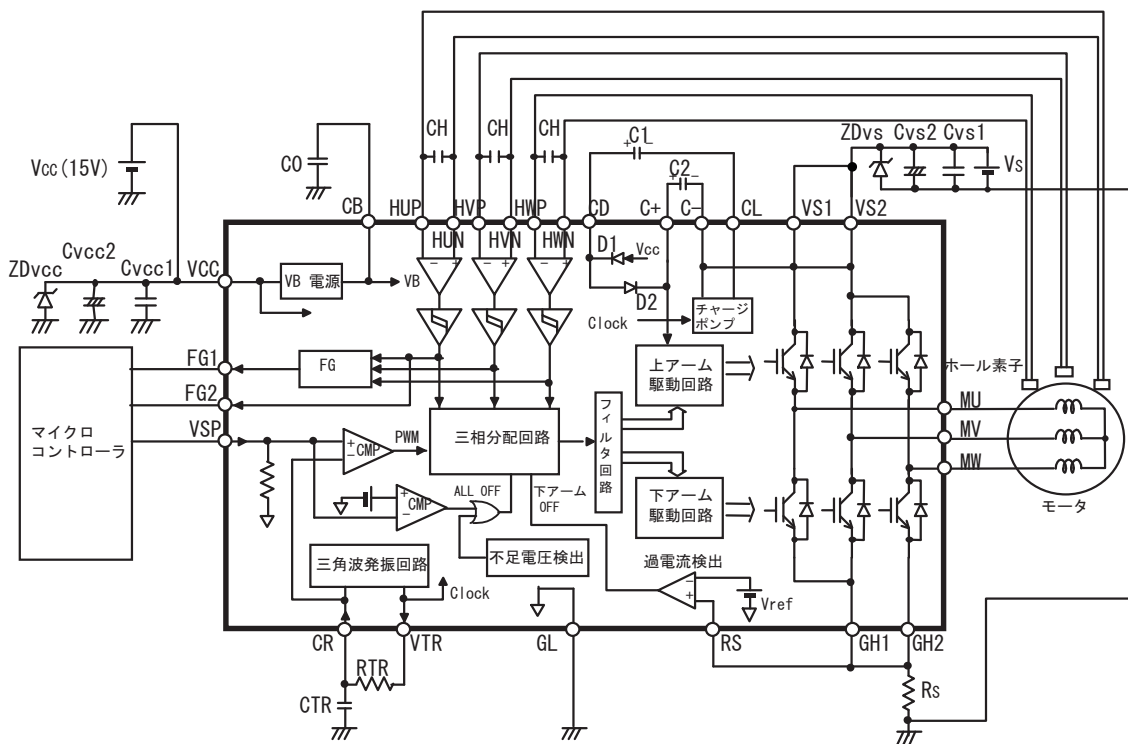 CH
CH
CH
C1
+
-
C2
+
-
ZDvs
Cvs2
Cvs1
Vs
Vcc(15V)
C0
CB
HUP
HVP
HWP
CD
C+
C-
CL
VS1
VS2
HUN
HVN
HWN
D1
Vcc
D2
ZDvcc
Cvcc2
Cvcc1
VCC
VB 電源
VB
- +
- +
- +
Clock
チャージ
ポンプ
FG1
FG
FG2
VSP
マイクロ
コントローラ
上アーム
駆動回路
ホール素子
MU
MV
MW
モータ
+
-
CMP
PWM
三相分配回路
フィルタ回路
+
-
CMP
ALL OFF
下アーム
OFF
下アーム
駆動回路
三角波発振回路
Clock
不足電圧検出
過電流検出
-
+
Vref
CR
VTR
GL
RS
GH1
GH2
RTR
CTR
Rs